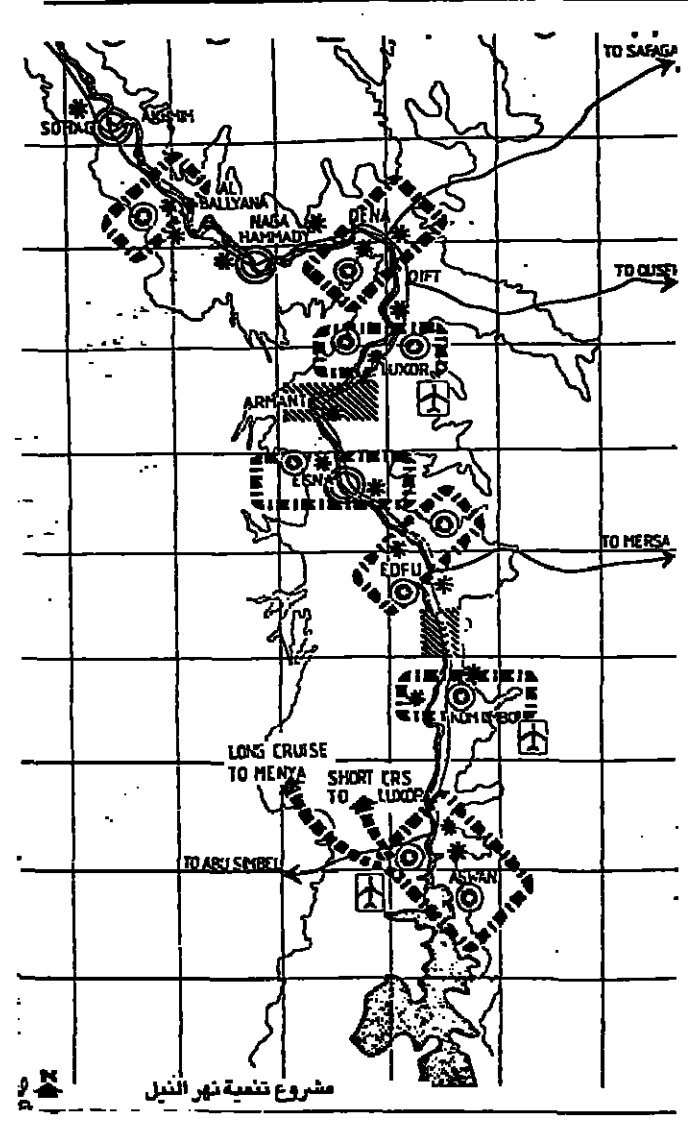 TO SAFAGA
AKHMIM
SOHAG
AL
BALLYANA
NAGA
HAMMADY
QENA
QIFT
TO QUSEI
LUXOR
ARMANT
ESNA
TO MERSA
EDFU
KOM OMBO
LONG CRUISE
TO MENYA
SHORT CRS
TO LUXOR
TO ABU SIMBEL
ASWAN
مشروع تنمية نهر النيل